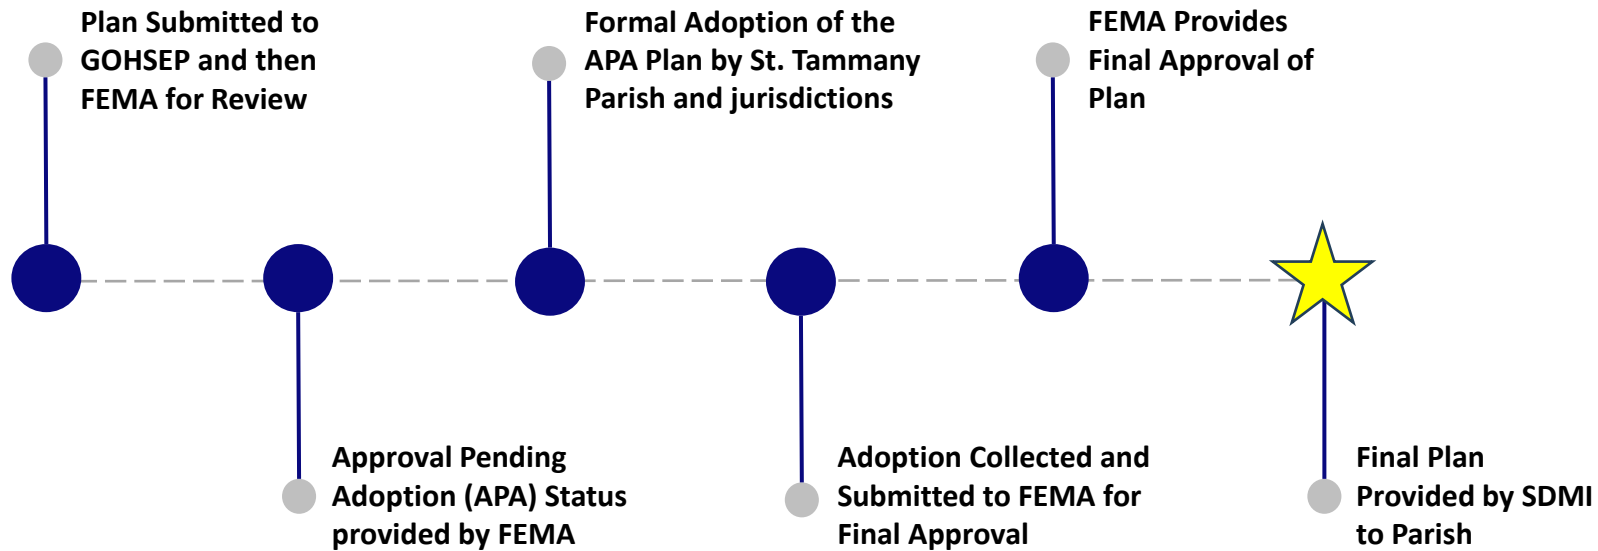 Plan Submitted to
GOHSEP and then
FEMA for Review
Approval Pending
Adoption (APA) Status
provided by FEMA
Formal Adoption of the
APA Plan by St. Tammany
Parish and jurisdictions
Adoption Collected and
Submitted to FEMA for
Final Approval
FEMA Provides
Final Approval of
Plan
Final Plan
Provided by SDMI
to Parish